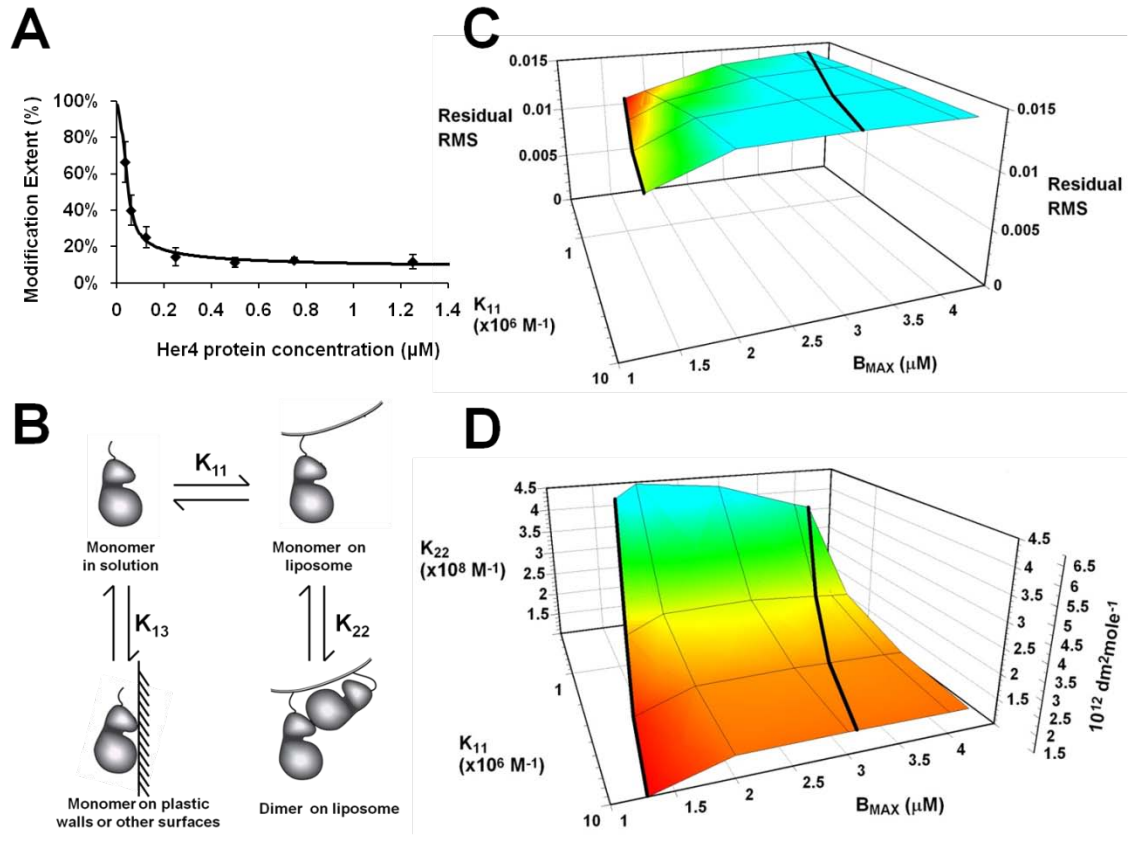 A
100%
80%
60%
40%
20%
0%
Modification Extent (%)
0 0.2 0.4 0.6 0.8 1 1.2 1.4
Her4 protein concentration (µM)
B
K11
Monomer
in solution
Monomer on
liposome
K13
K22
Monomer on plastic
walls or other surfaces
Dimer on liposome
C
0.015
0.01
0.005
0
Residual
RMS
0.015
0.01
0.005
0
Residual
RMS
1
10
K11
(x10⁶ M⁻¹)
1 1.5 2 2.5 3 3.5 4
BMAX (µM)
D
4.5
4
3.5
3
2.5
2
1.5
K22
(x10⁸ M⁻¹)
4.5
4
3.5
3
2.5
2
1.5
6.5
6
5.5
5
4.5
4
3.5
3
2.5
2
1.5
10¹² dm²mole⁻¹
1
10
K11
(x10⁶ M⁻¹)
1 1.5 2 2.5 3 3.5 4
BMAX (µM)